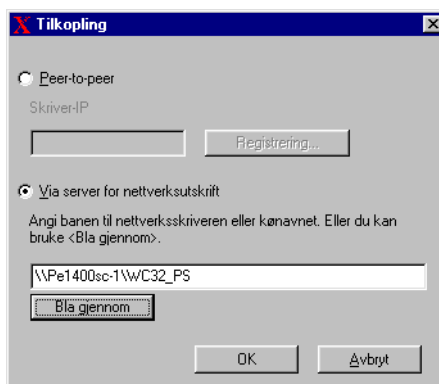 Tilkopling
Peer-to-peer
Skriver-IP
Registrering...
Via server for nettverksutskrift
Angi banen til nettverksskriveren eller kønavnet. Eller du kan
bruke <Bla gjennom>.
\\Pe1400sc-1\WC32_PS
Bla gjennom
OK
Avbryt